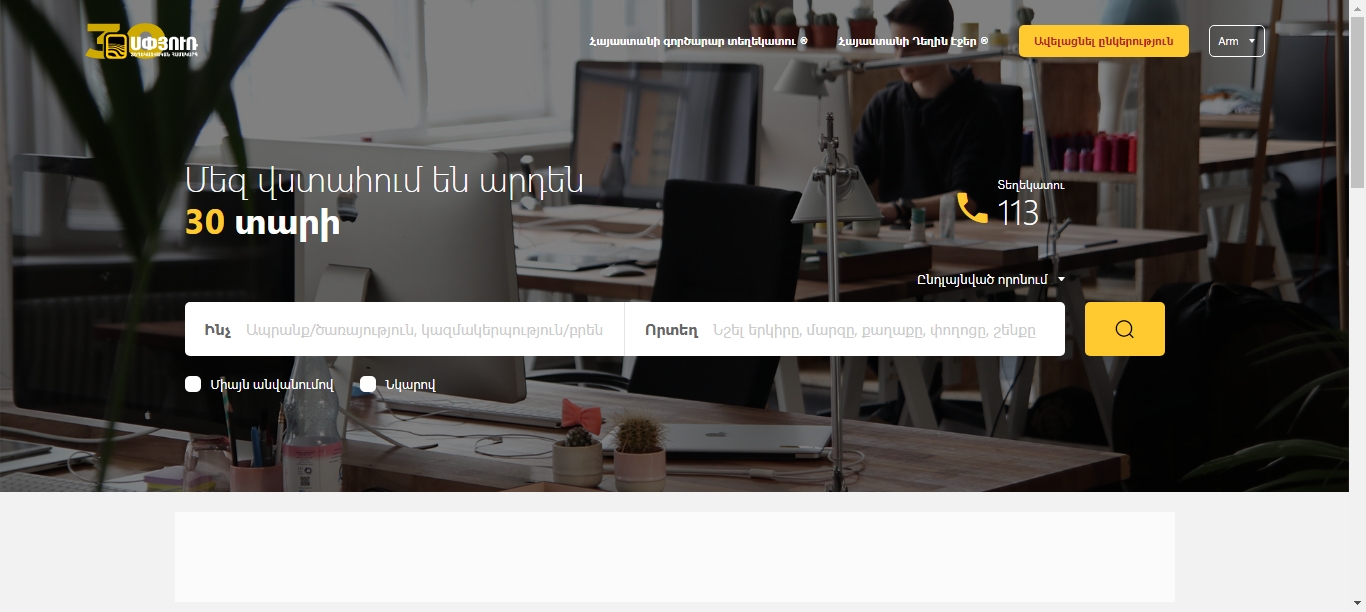 30
ՍՓՅՈՒՌ
Հայաստանի գործարար տեղեկատու ®
Հայաստանի Դեղին Էջեր ®
Ավելացնել ընկերություն
Arm
Մեզ վստահում են արդեն
30 տարի
Տեղեկատու
113
Ընդլայնված որոնում
Ինչ Ապրանք/ծառայություն, կազմակերպություն/բրեն
Որտեղ Նշել երկիրը, մարզը, քաղաքը, փողոցը, շենքը
Միայն անվանումով
Նկարով